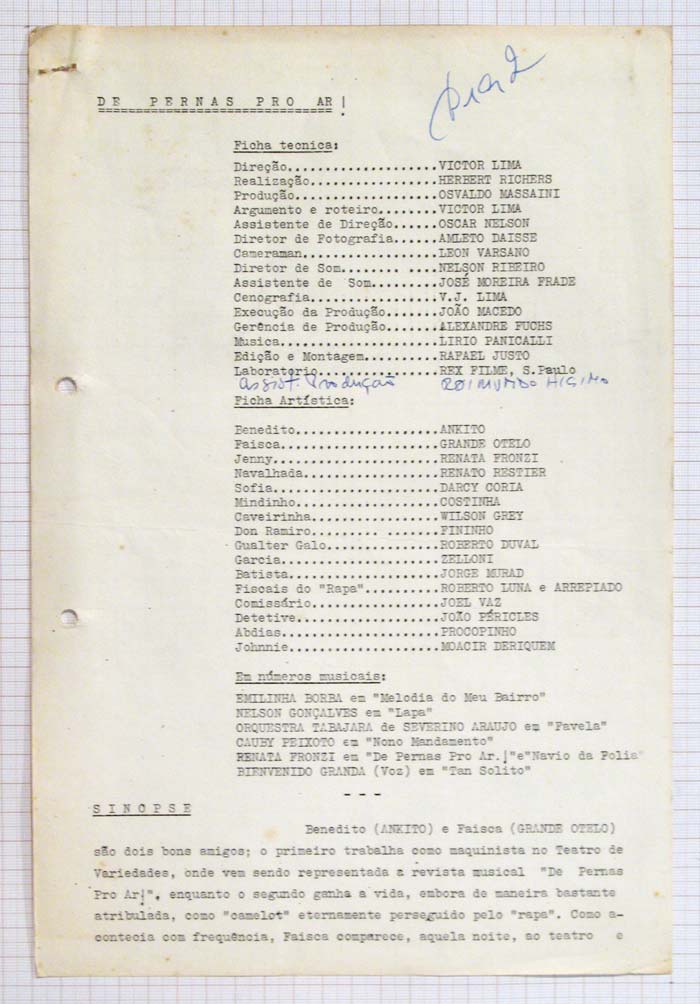 DE PERNAS PRO AR!
Ficha tecnica:
Direção.....................VICTOR LIMA
Realização..................HERBERT RICHERS
Produção....................OSVALDO MASSAINI
Argumento e roteiro........VICTOR LIMA
Assistente de Direção......OSCAR NELSON
Diretor de Fotografia......AMLETO DAISSE
Cameraman...................LEON VARSANO
Diretor de Som........ ....NELSON RIBEIRO
Assistente de Som.........JOSÉ MOREIRA FRADE
Cenografia..................V.J. LIMA
Execução da Produção.......JOÃO MACEDO
Gerência de Produção.......ALEXANDRE FUCHS
Musica......................LIRIO PANICALLI
Edição e Montagem..........RAFAEL JUSTO
Laboratorio.................REX FILME, S.Paulo
Assist. Produção RAIMUNDO HIGINO
Ficha Artística:
Benedito....................ANKITO
Faisca......................GRANDE OTELO
Jenny.......................RENATA FRONZI
Navalhada...................RENATO RESTIER
Sofia.......................DARCY CORIA
Mindinho....................COSTINHA
Caveirinha..................WILSON GREY
Don Ramiro..................FININHO
Gualter Galo................ROBERTO DUVAL
Garcia......................ZELLONI
Batista.....................JORGE MURAD
Fiscais do "Rapa"..........ROBERTO LUNA e ARREPIADO
Comissário..................JOEL VAZ
Detetive....................JOÃO PÉRICLES
Abdias......................PROCOPINHO
Johnnie.....................MOACIR DERIQUEM
Em números musicais:
EMILINHA BORBA em "Melodia do Meu Bairro"
NELSON GONÇALVES em "Lapa"
ORQUESTRA TABAJARA de SEVERINO ARAUJO em "Favela"
CAUBY PEIXOTO em "Nono Mandamento"
RENATA FRONZI em "De Pernas Pro Ar.!"e"Navio da Folia"
BIENVENIDO GRANDA (Voz) em "Tan Solito"
- - -
SINOPSE
Benedito (ANKITO) e Faisca (GRANDE OTELO)
são dois bons amigos; o primeiro trabalha como maquinista no Teatro de
Variedades, onde vem sendo representada a revista musical "De Pernas
Pro Ar!", enquanto o segundo ganha a vida, embora de maneira bastante
atribulada, como "camelot" eternamente perseguido pelo "rapa". Como a-
contecia com frequência, Faisca comparece, aquela noite, ao teatro e